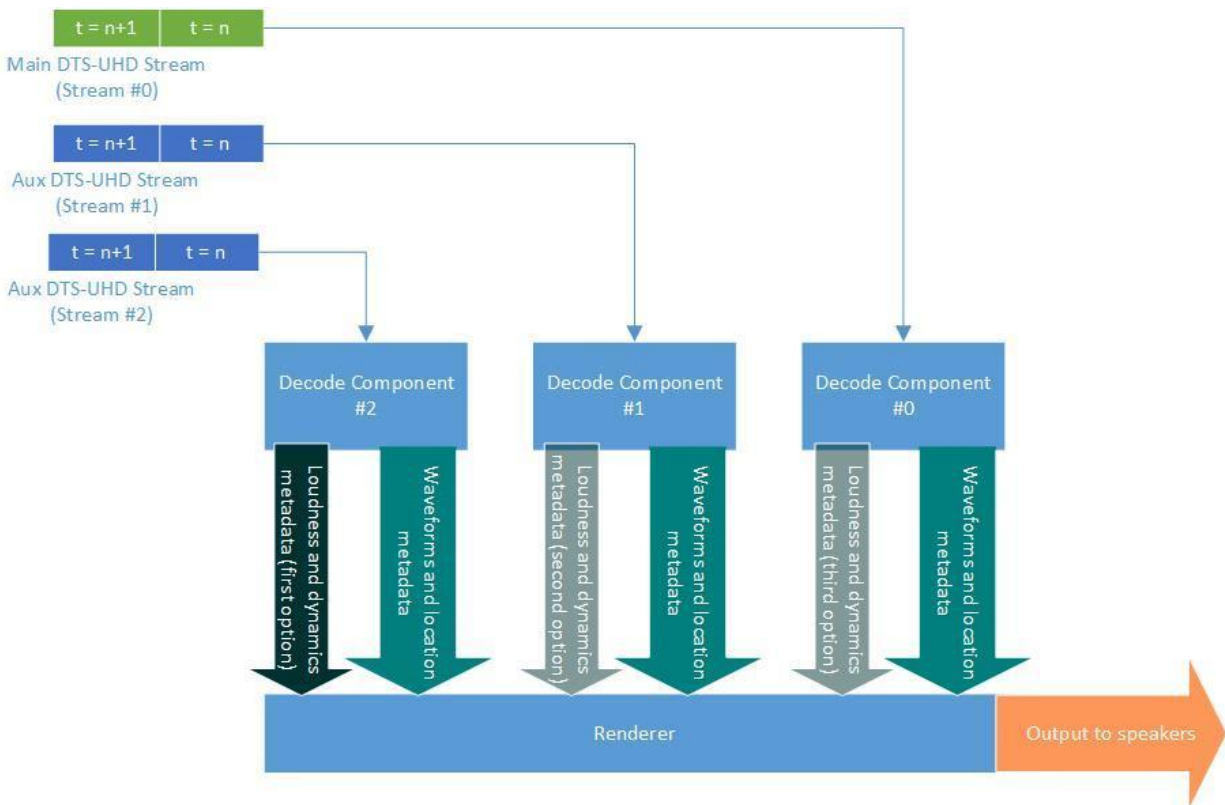 t = n+1 t = n
Main DTS-UHD Stream
(Stream #0)
t = n+1 t = n
Aux DTS-UHD Stream
(Stream #1)
t = n+1 t = n
Aux DTS-UHD Stream
(Stream #2)
Decode Component
#2
Decode Component
#1
Decode Component
#0
Loudness and dynamics
metadata (first option)
Waveforms and location
metadata
Loudness and dynamics
metadata (second option)
Waveforms and location
metadata
Loudness and dynamics
metadata (third option)
Waveforms and location
metadata
Renderer
Output to speakers